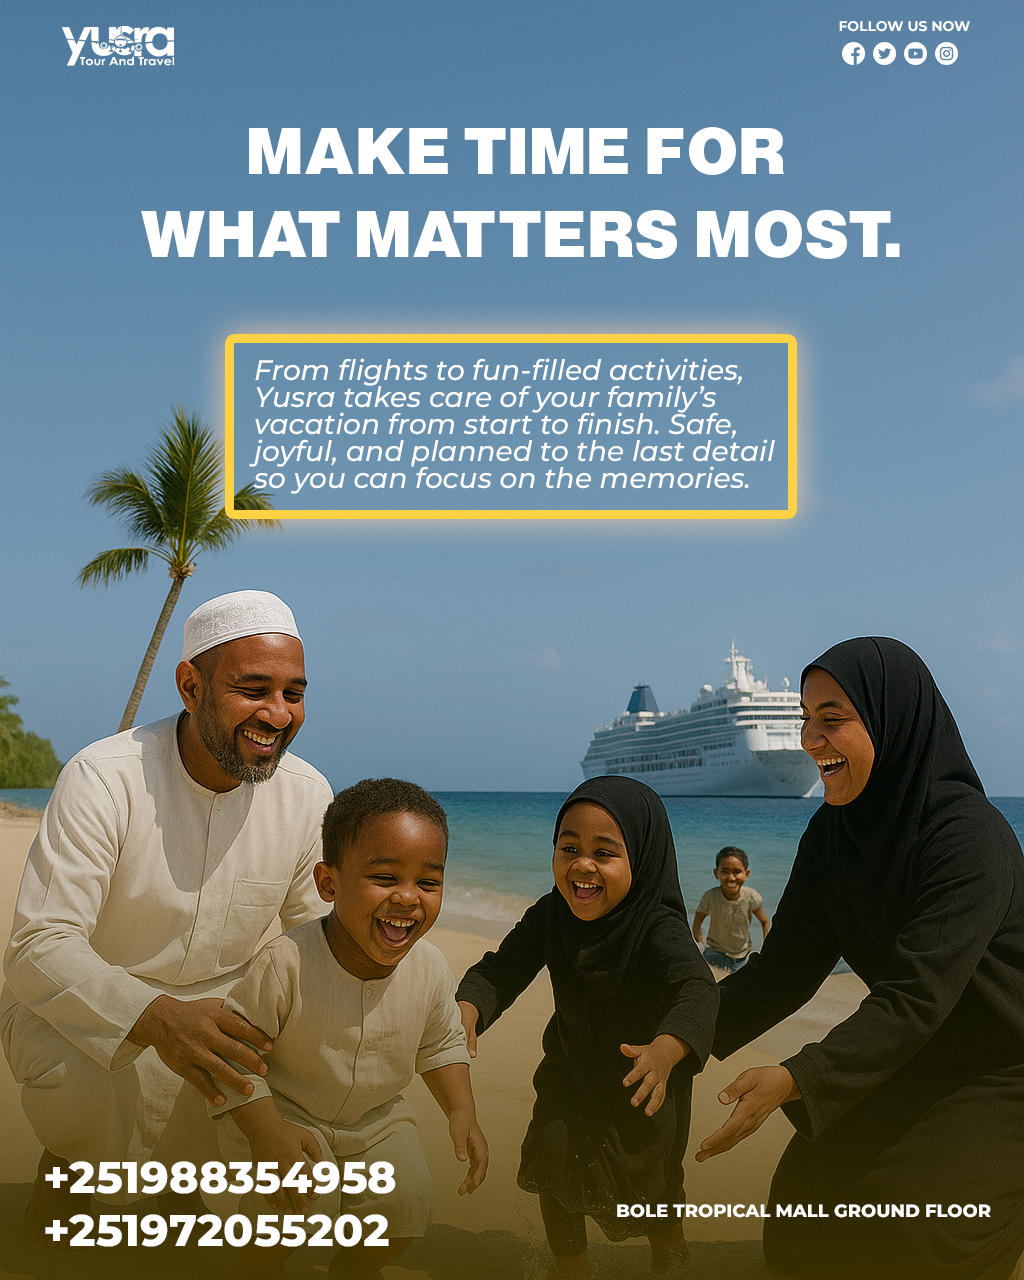 yusra
Tour And Travel
FOLLOW US NOW
MAKE TIME FOR
WHAT MATTERS MOST.
From flights to fun-filled activities,
Yusra takes care of your family's
vacation from start to finish. Safe,
joyful, and planned to the last detail
so you can focus on the memories.
+251988354958
+251972055202
BOLE TROPICAL MALL GROUND FLOOR